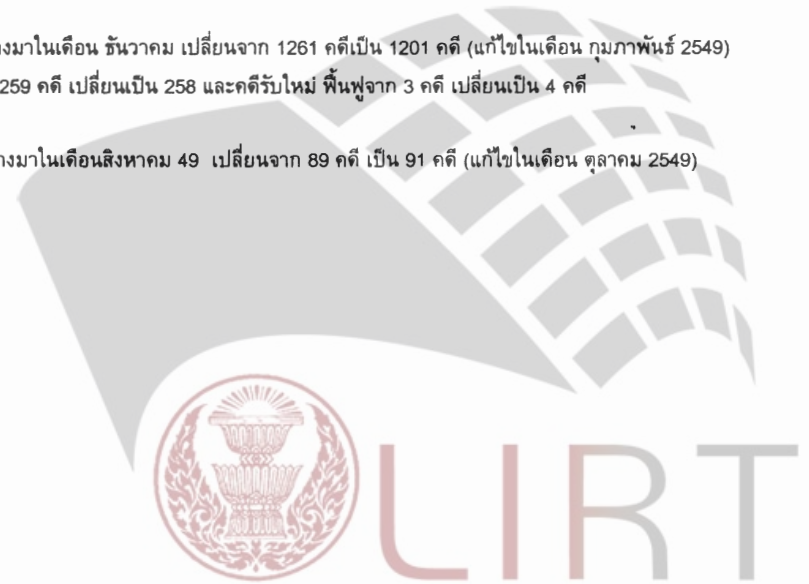 งมาในเดือน ธันวาคม เปลี่ยนจาก 1261 คดีเป็น 1201 คดี (แก้ไขในเดือน กุมภาพันธ์ 2549)
259 คดี เปลี่ยนเป็น 258 และคดีรับใหม่ ฟื้นฟูจาก 3 คดี เปลี่ยนเป็น 4 คดี
างมาในเดือนสิงหาคม 49 เปลี่ยนจาก 89 คดี เป็น 91 คดี (แก้ไขในเดือน ตุลาคม 2549)
LIRT